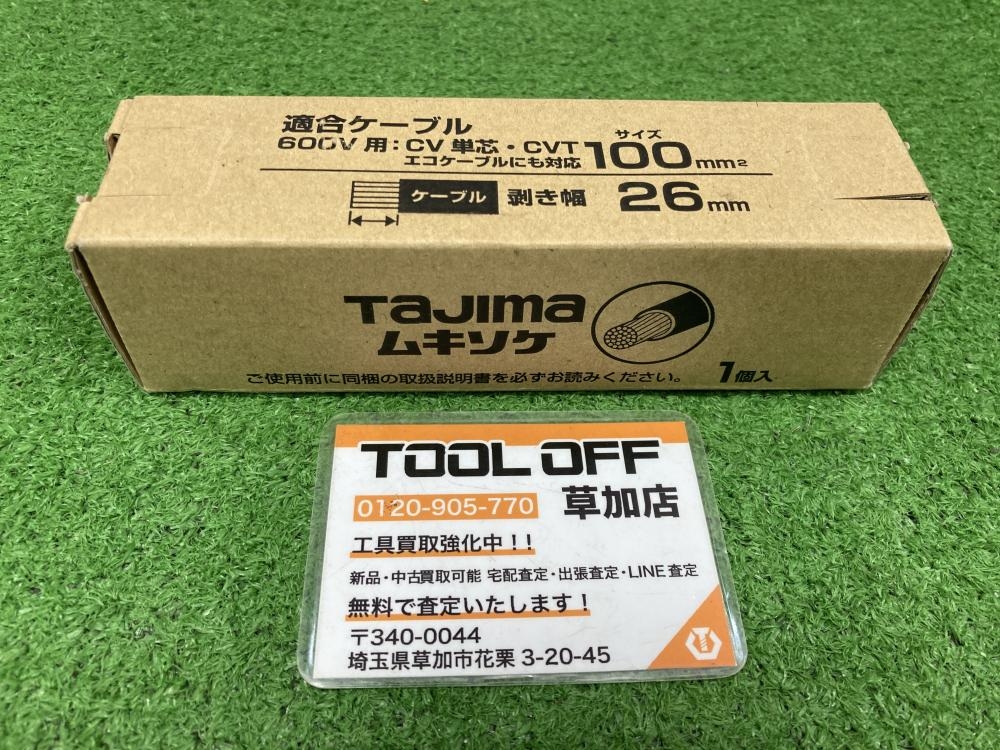 適合ケーブル
600V用:CV単芯・CVT
エコケーブルにも対応
サイズ
100mm²
ケーブル 剥き幅 26mm
TaJIma
ムキソケ
ご使用前に同梱の取扱説明書を必ずお読みください。 1個入
TOOL OFF
0120-905-770 草加店
工具買取強化中!!
新品・中古買取可能 宅配査定・出張査定・LINE査定
無料で査定いたします!
〒340-0044
埼玉県草加市花栗3-20-45